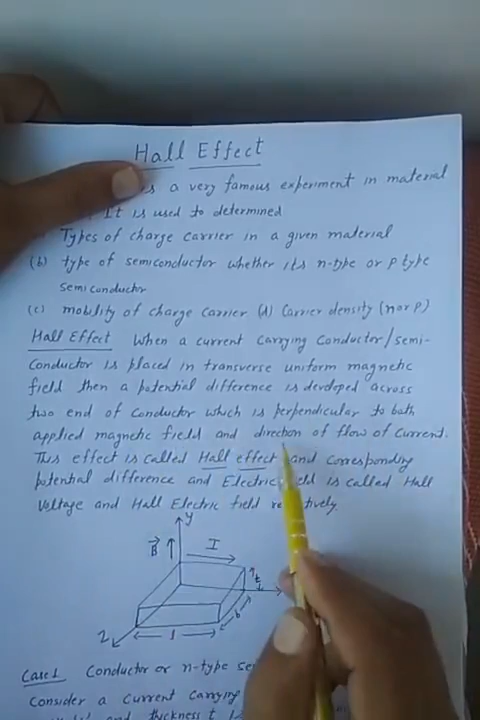 Hall Effect
is a very famous experiment in material
It is used to determined
Types of charge carrier in a given material
(b) type of semiconductor whether its n-type or p type
semiconductor
(c) mobility of charge carrier (d) carrier density (n or p)
Hall Effect When a current carrying conductor/semi-
conductor is placed in transverse uniform magnetic
field then a potential difference is devdoped across
two end of conductor which is perpendicular to both
applied magnetic field and direction of flow of current.
This effect is called Hall effect and corresponding
potential difference and Electric is called Hall
Voltage and Hall Electric field
y
B I
t
b
Z l
Case 1 Conductor or n-type
Consider a current carrying
and thickness t